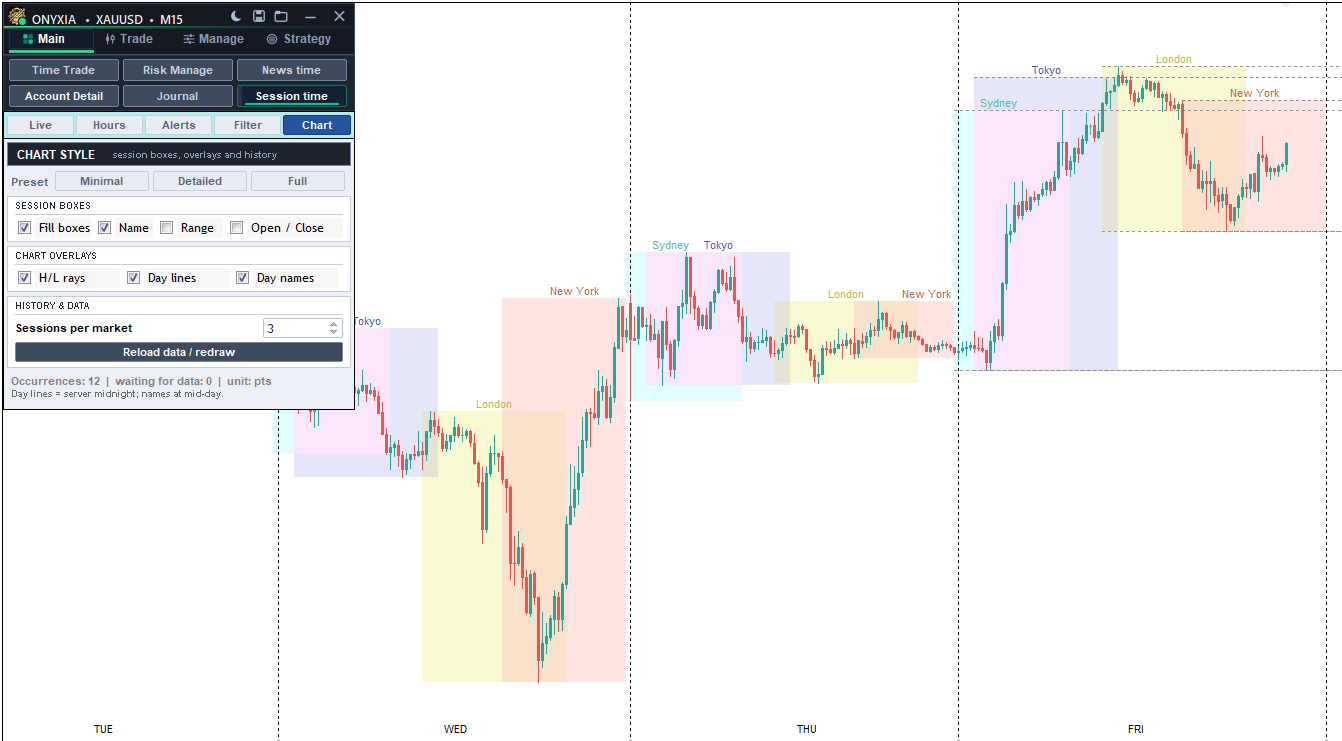 ONYXIA • XAUUSD • M15
Main Trade Manage Strategy
Time Trade Risk Manage News time
Account Detail Journal Session time
Live Hours Alerts Filter Chart
CHART STYLE session boxes, overlays and history
Preset Minimal Detailed Full
SESSION BOXES
Fill boxes Name Range Open / Close
CHART OVERLAYS
H/L rays Day lines Day names
HISTORY & DATA
Sessions per market 3
Reload data / redraw
Occurrences: 12 | waiting for data: 0 | unit: pts
Day lines = server midnight; names at mid-day.
Tokyo
London
New York
Sydney
Tokyo
London
New York
Sydney
Tokyo
London
New York
TUE WED THU FRI